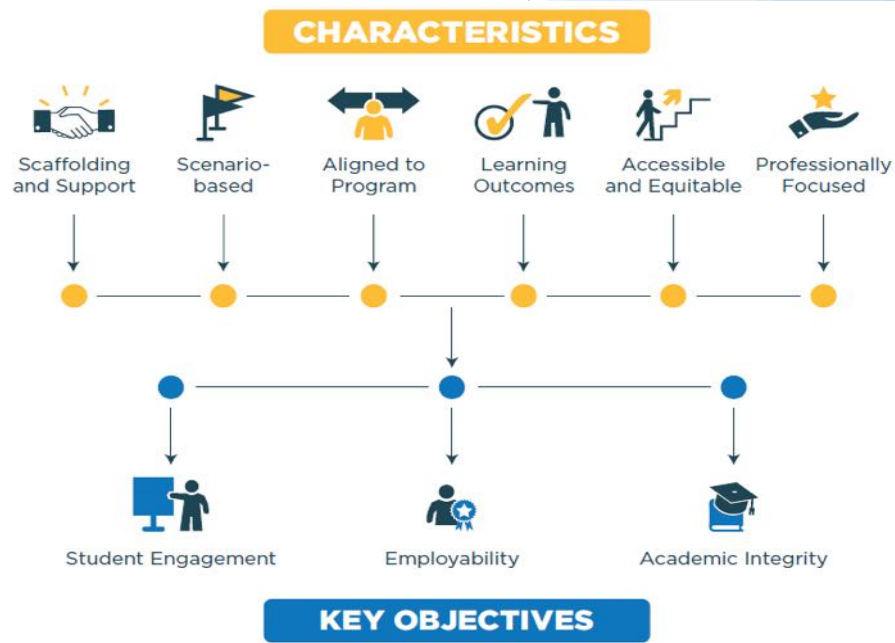 CHARACTERISTICS
Scaffolding
and Support
Scenario-
based
Aligned to
Program
Learning
Outcomes
Accessible
and Equitable
Professionally
Focused
Student Engagement
Employability
Academic Integrity
KEY OBJECTIVES